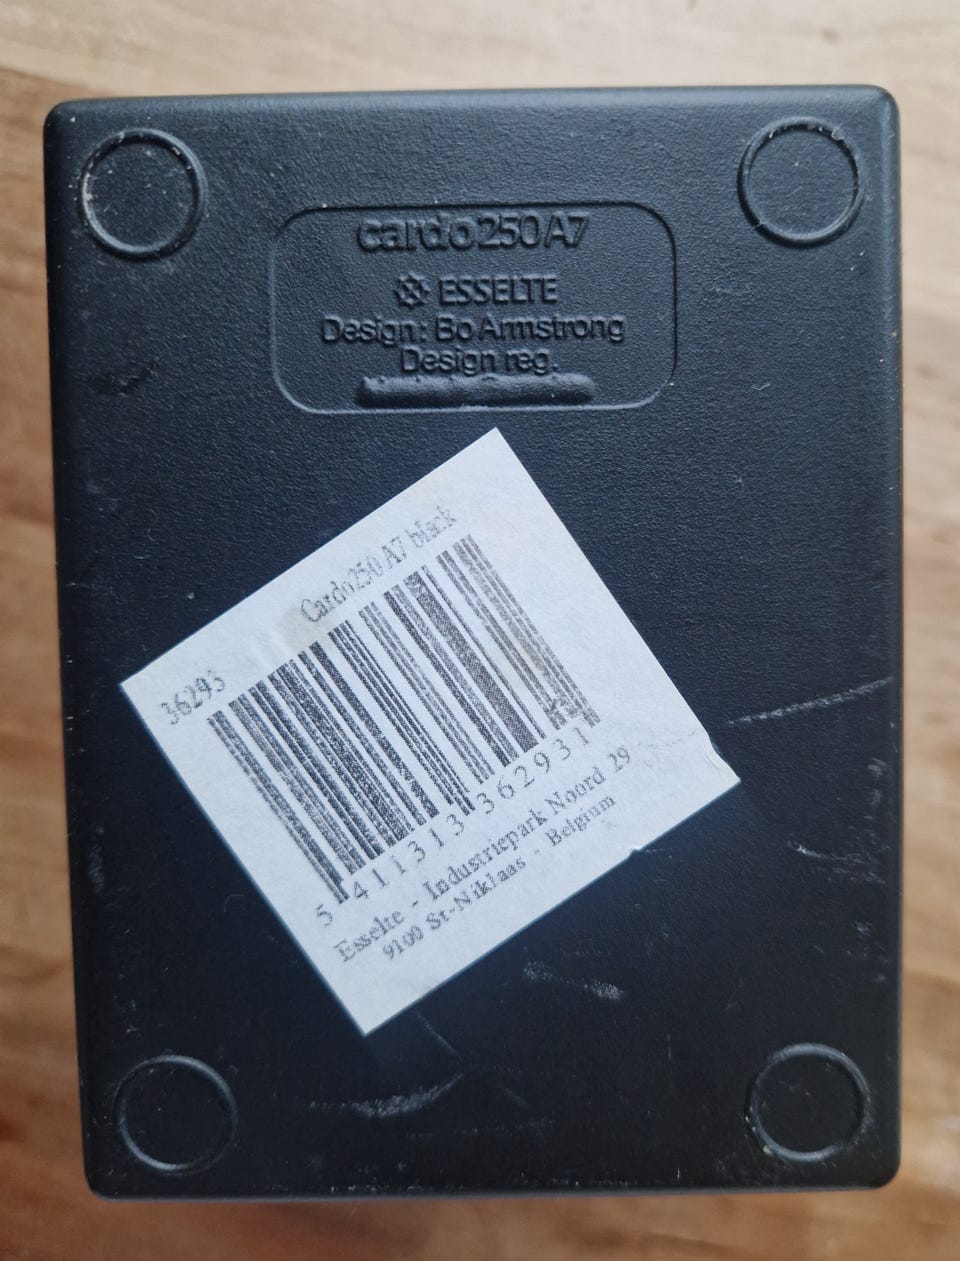 cardo250A7
ESSELTE
Design: Bo Armstrong
Design reg.
36293
Cardo250 A7 black
5 411313 362931
Esselte - Industriepark Noord 29
9100 St-Niklaas - Belgium